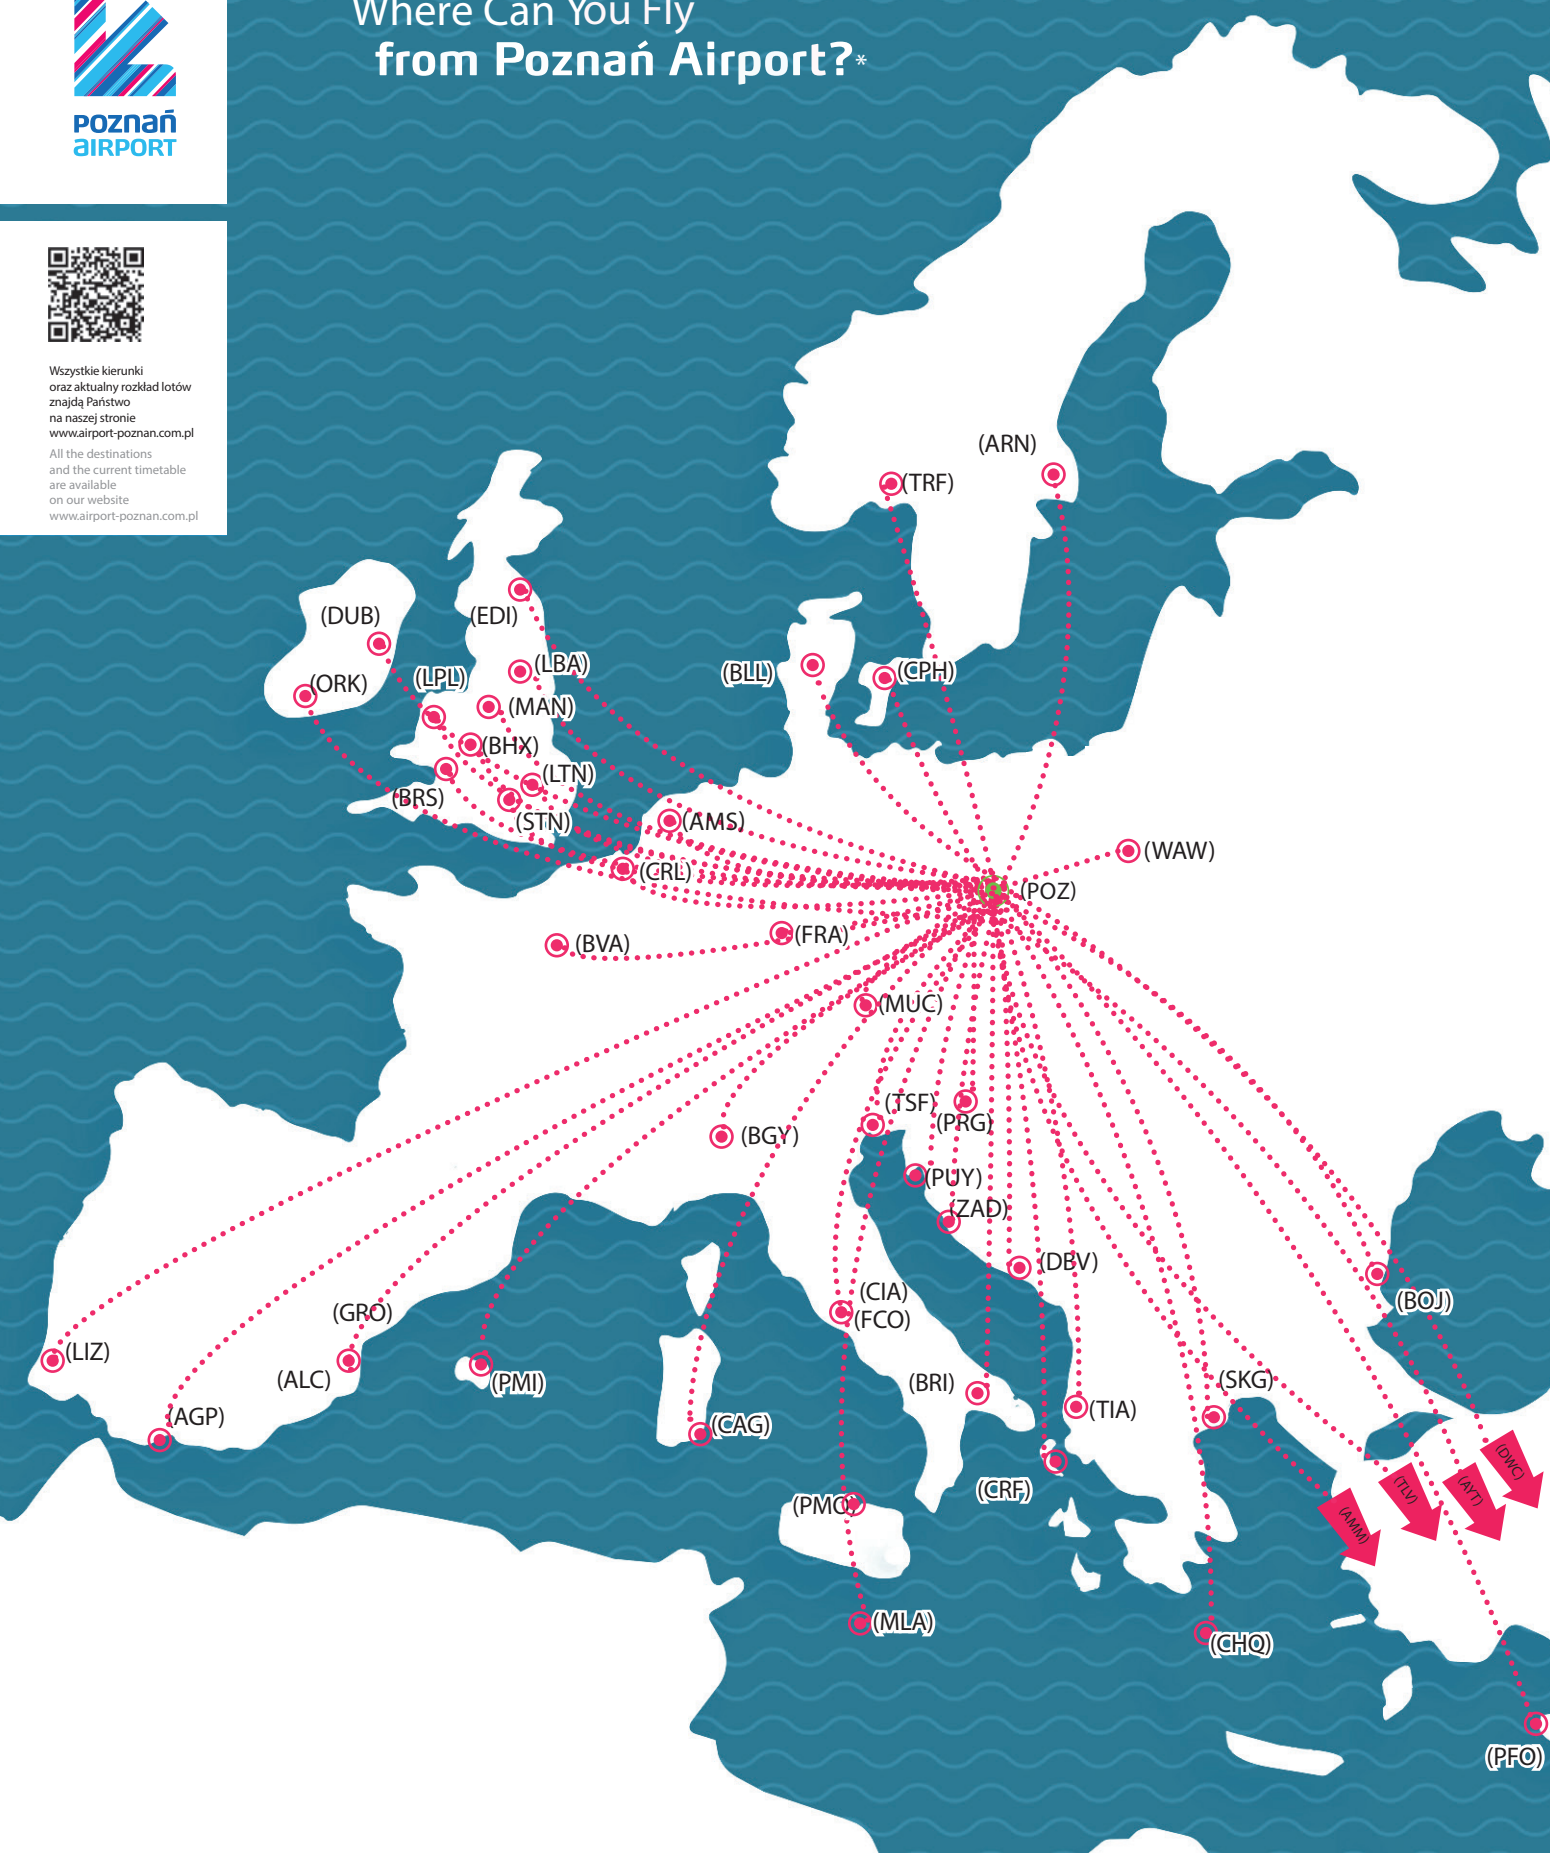 Where Can You Fly
from Poznań Airport?*
POZNAń
aIRPORT
Wszystkie kierunki
oraz aktualny rozkład lotów
znajdą Państwo
na naszej stronie
www.airport-poznan.com.pl
All the destinations
and the current timetable
are available
on our website
www.airport-poznan.com.pl
(ARN)
(TRF)
(DUB)
(EDI)
(LBA)
(BLL)
(CPH)
(ORK)
(LPL)
(MAN)
(BHX)
(LTN)
(BRS)
(STN)
(AMS)
(WAW)
(CRL)
(POZ)
(BVA)
(FRA)
(MUC)
(TSF)
(PRG)
(BGY)
(PUY)
(ZAD)
(DBV)
(CIA)
(FCO)
(BOJ)
(GRO)
(LIZ)
(ALC)
(PMI)
(BRI)
(SKG)
(TIA)
(AGP)
(CAG)
(CRF)
(PMO)
(AMM)
(TLV)
(AYT)
(DWC)
(MLA)
(CHQ)
(PFO)